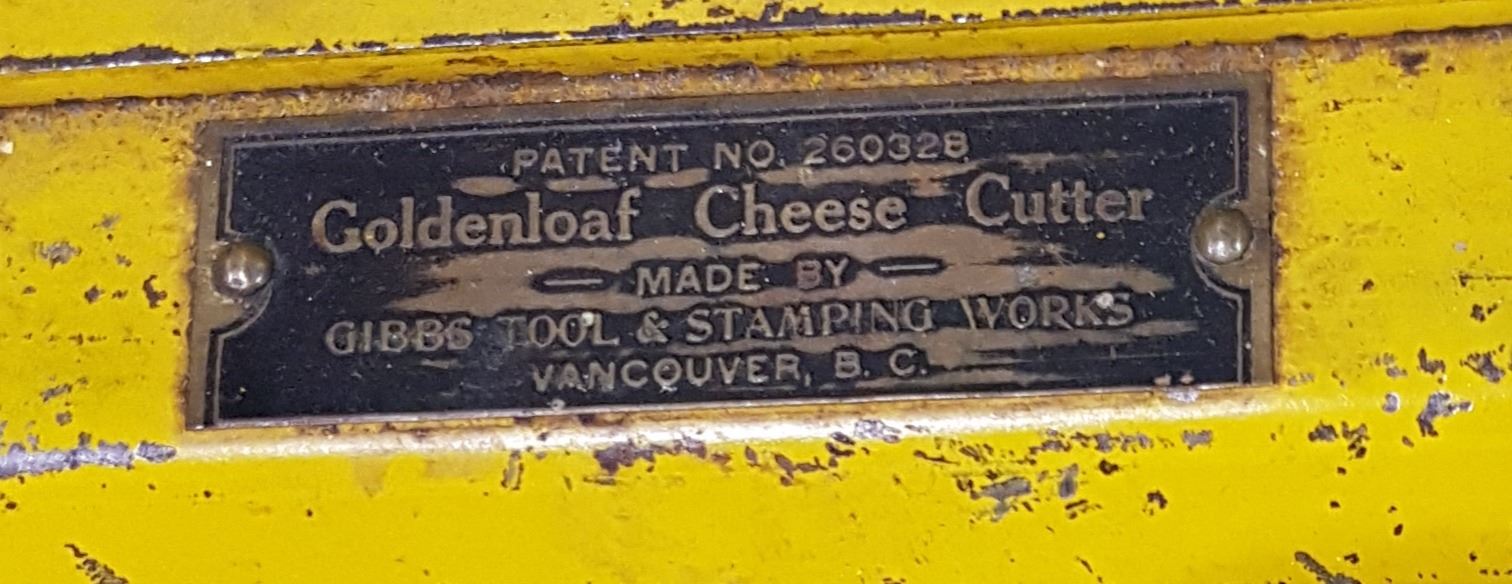 PATENT NO. 260328
Goldenloaf Cheese Cutter
— MADE BY —
GIBBS TOOL & STAMPING WORKS
VANCOUVER, B. C.